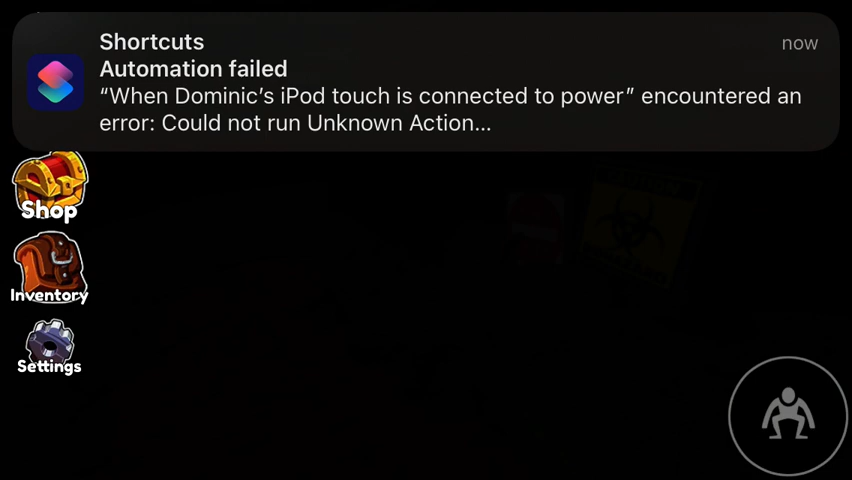 Shortcuts
now
Automation failed
“When Dominic’s iPod touch is connected to power” encountered an
error: Could not run Unknown Action...
Shop
Inventory
Settings